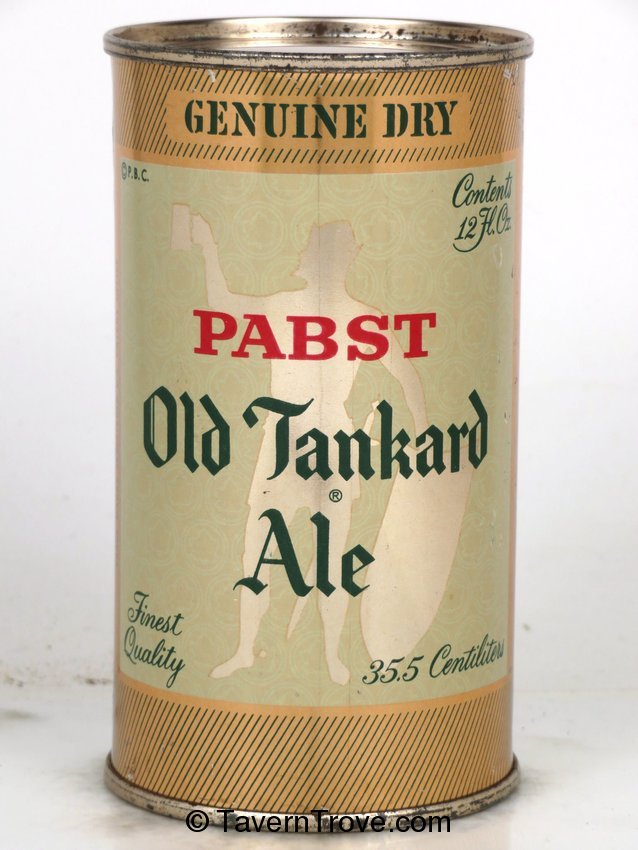 GENUINE DRY
©P.B.C.
Contents
12 Fl. Oz.
PABST
Old Tankard
®
Ale
Finest
Quality
35.5 Centiliters
© TavernTrove.com